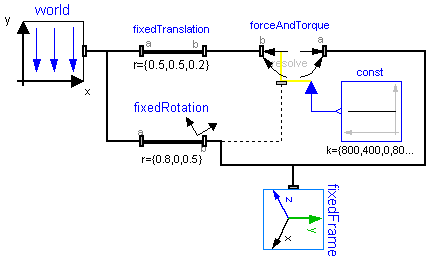 world
y
x
fixedTranslation
a
b
r={0.5,0.5,0.2}
forceAndTorque
b
a
resolve
const
k={800,400,0,80...
fixedRotation
a
b
r={0.8,0,0.5}
fixedFrame
z
y
x